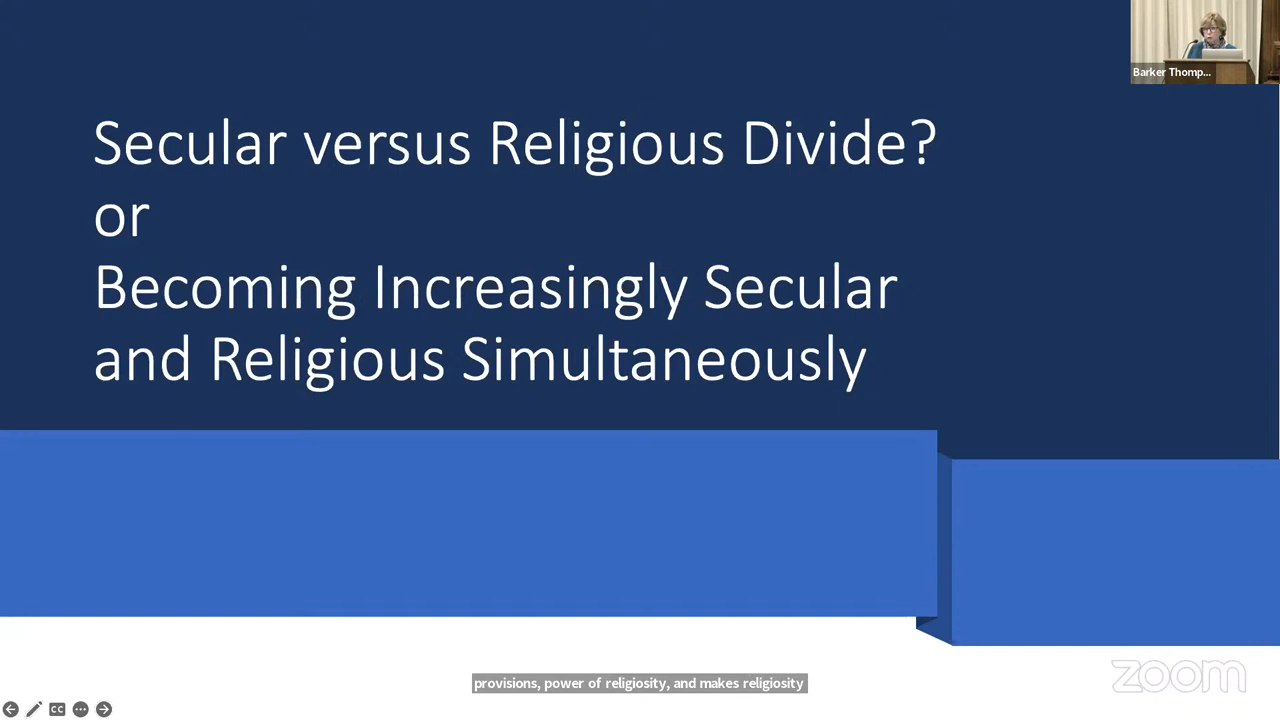 Barker Thomp...
Secular versus Religious Divide?
or
Becoming Increasingly Secular
and Religious Simultaneously
provisions, power of religiosity, and makes religiosity
zoom
CC